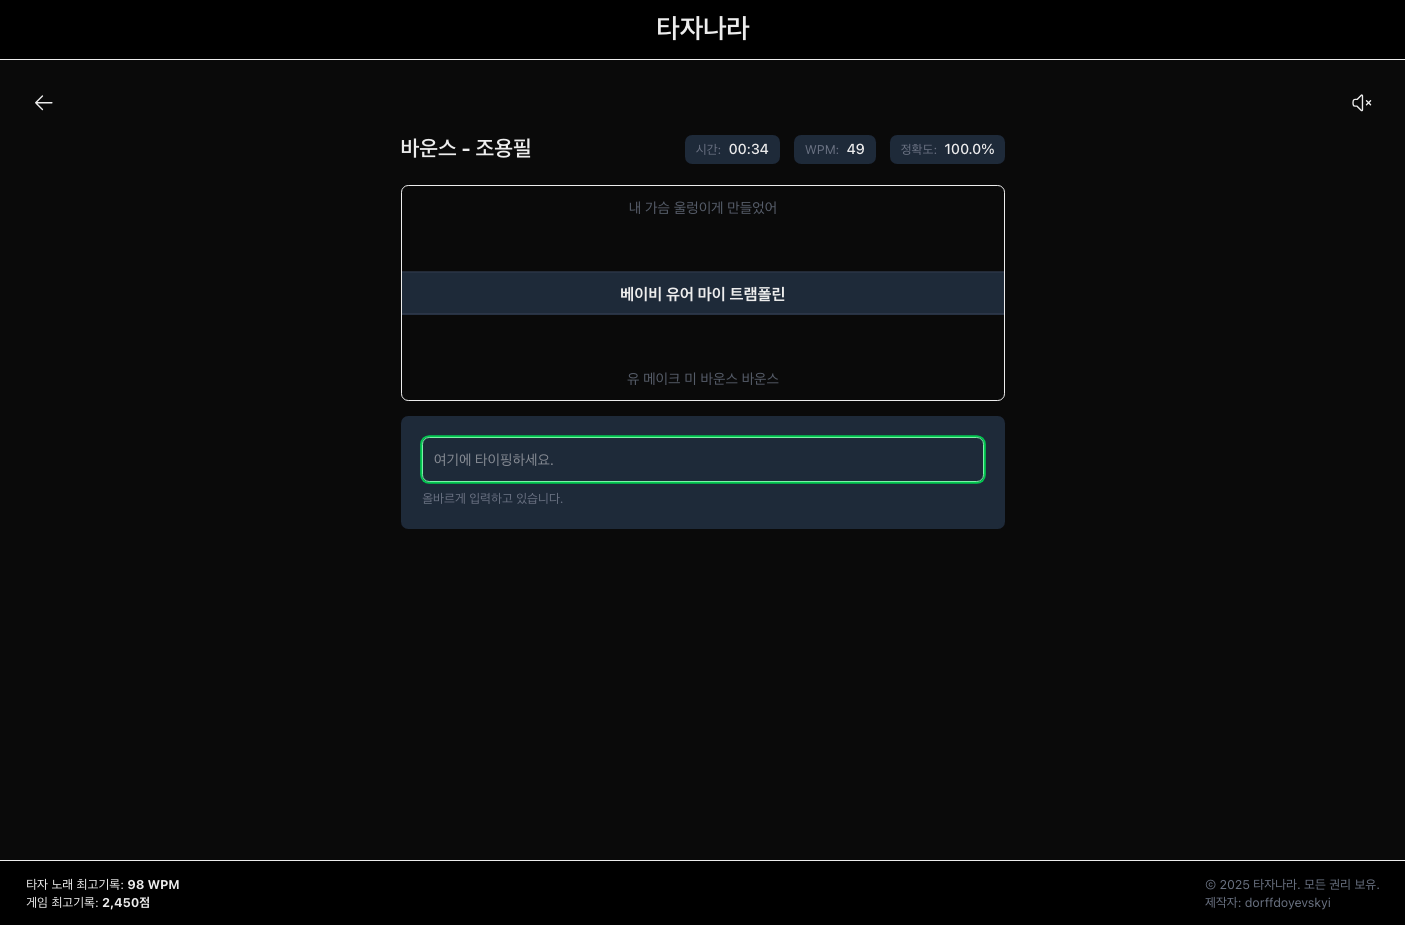 타자나라
바운스 - 조용필
시간: 00:34
WPM: 49
정확도: 100.0%
내 가슴 울렁이게 만들었어
베이비 유어 마이 트램폴린
유 메이크 미 바운스 바운스
여기에 타이핑하세요.
올바르게 입력하고 있습니다.
타자 노래 최고기록: 98 WPM
게임 최고기록: 2,450점
© 2025 타자나라. 모든 권리 보유.
제작자: dorffdoyevskyi